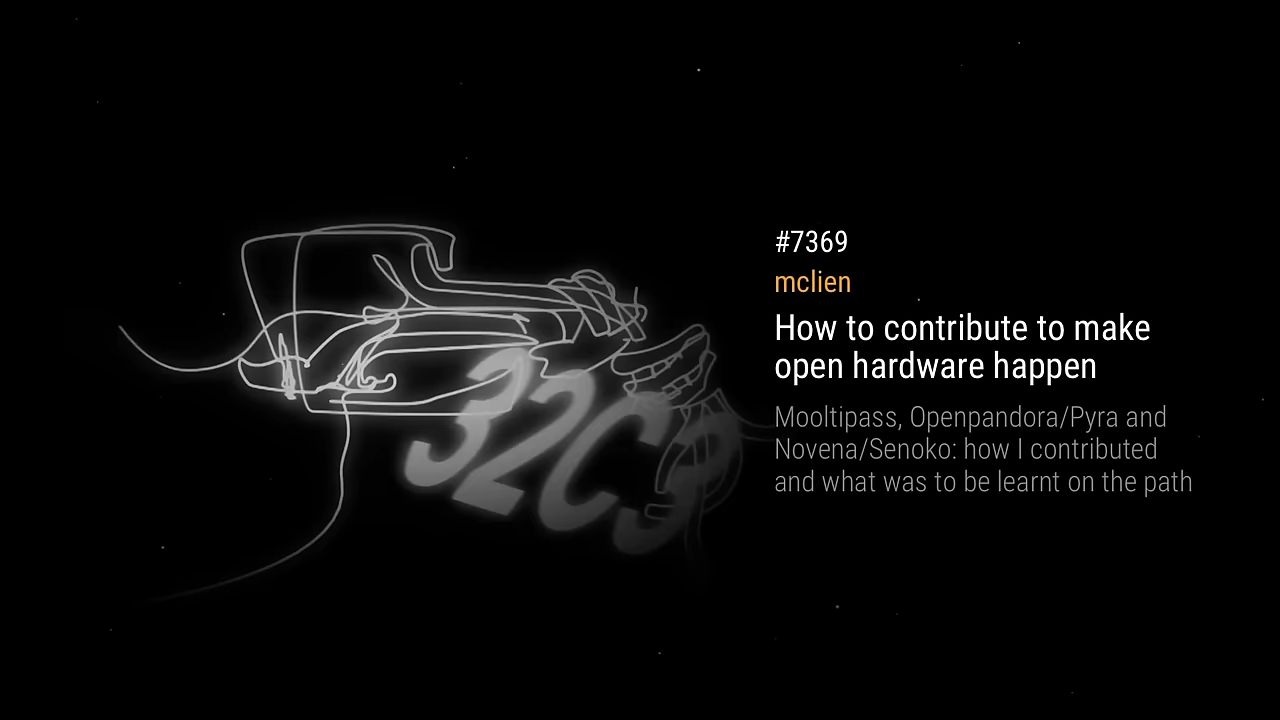 32C3
#7369
mclien
How to contribute to make
open hardware happen
Mooltipass, Openpandora/Pyra and
Novena/Senoko: how I contributed
and what was to be learnt on the path